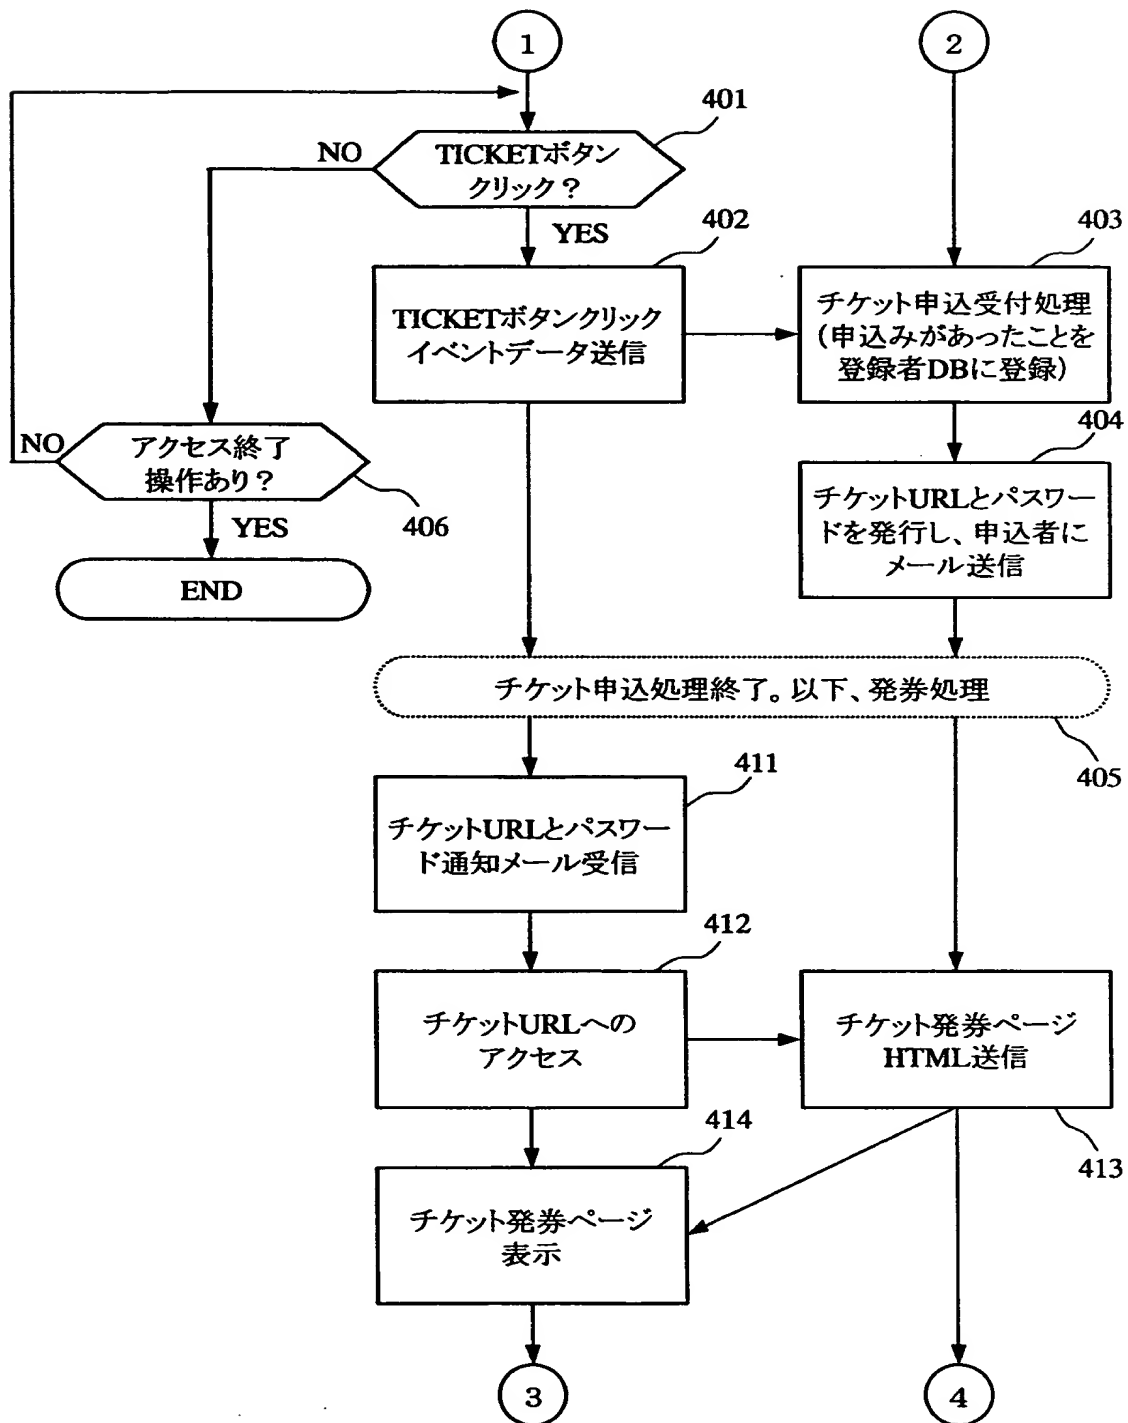 1
2
401
TICKETボタン
クリック?
NO
YES
402
403
TICKETボタンクリック
イベントデータ送信
チケット申込受付処理
(申込みがあったことを
登録者DBに登録)
404
NO
アクセス終了
操作あり?
406
YES
END
チケットURLとパスワー
ドを発行し、申込者に
メール送信
チケット申込処理終了。以下、発券処理
405
411
チケットURLとパスワー
ド通知メール受信
412
チケットURLへの
アクセス
チケット発券ページ
HTML送信
413
414
チケット発券ページ
表示
3
4